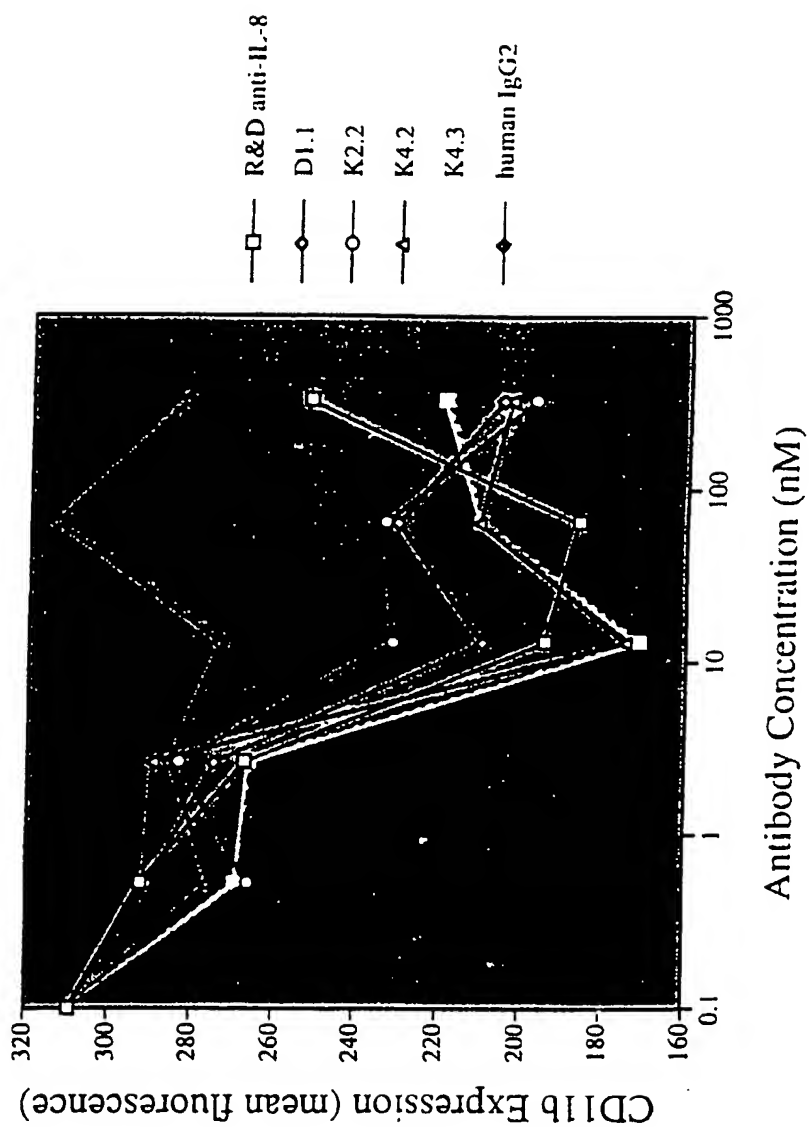 CD11b Expression (mean fluorescence)
320
300
280
260
240
220
200
180
160
0.1
1
10
100
1000
Antibody Concentration (nM)
R&D anti-IL-8
D1.1
K2.2
K4.2
K4.3
human IgG2